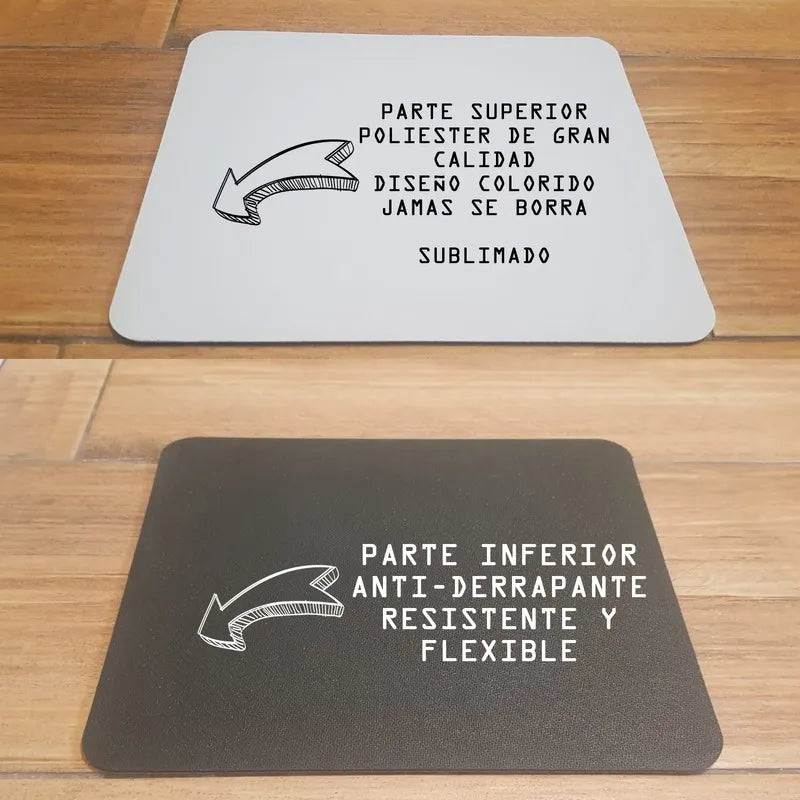 PARTE SUPERIOR
POLIESTER DE GRAN
CALIDAD
DISEÑO COLORIDO
JAMAS SE BORRA
SUBLIMADO
PARTE INFERIOR
ANTI-DERRAPANTE
RESISTENTE Y
FLEXIBLE